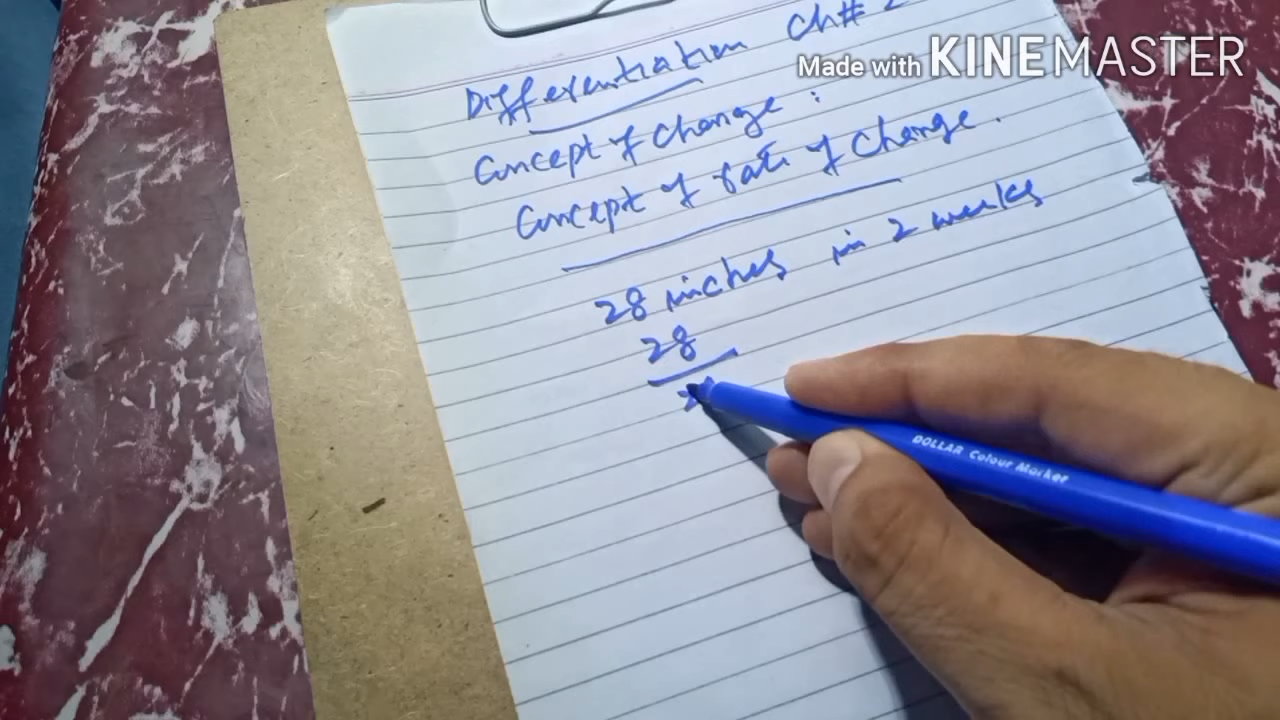 Differentiation Ch# 2
Made with KINEMASTER
Concept of Change :
Concept of rate of Change .
28 inches in 2 weeks
28
DOLLAR Colour Marker